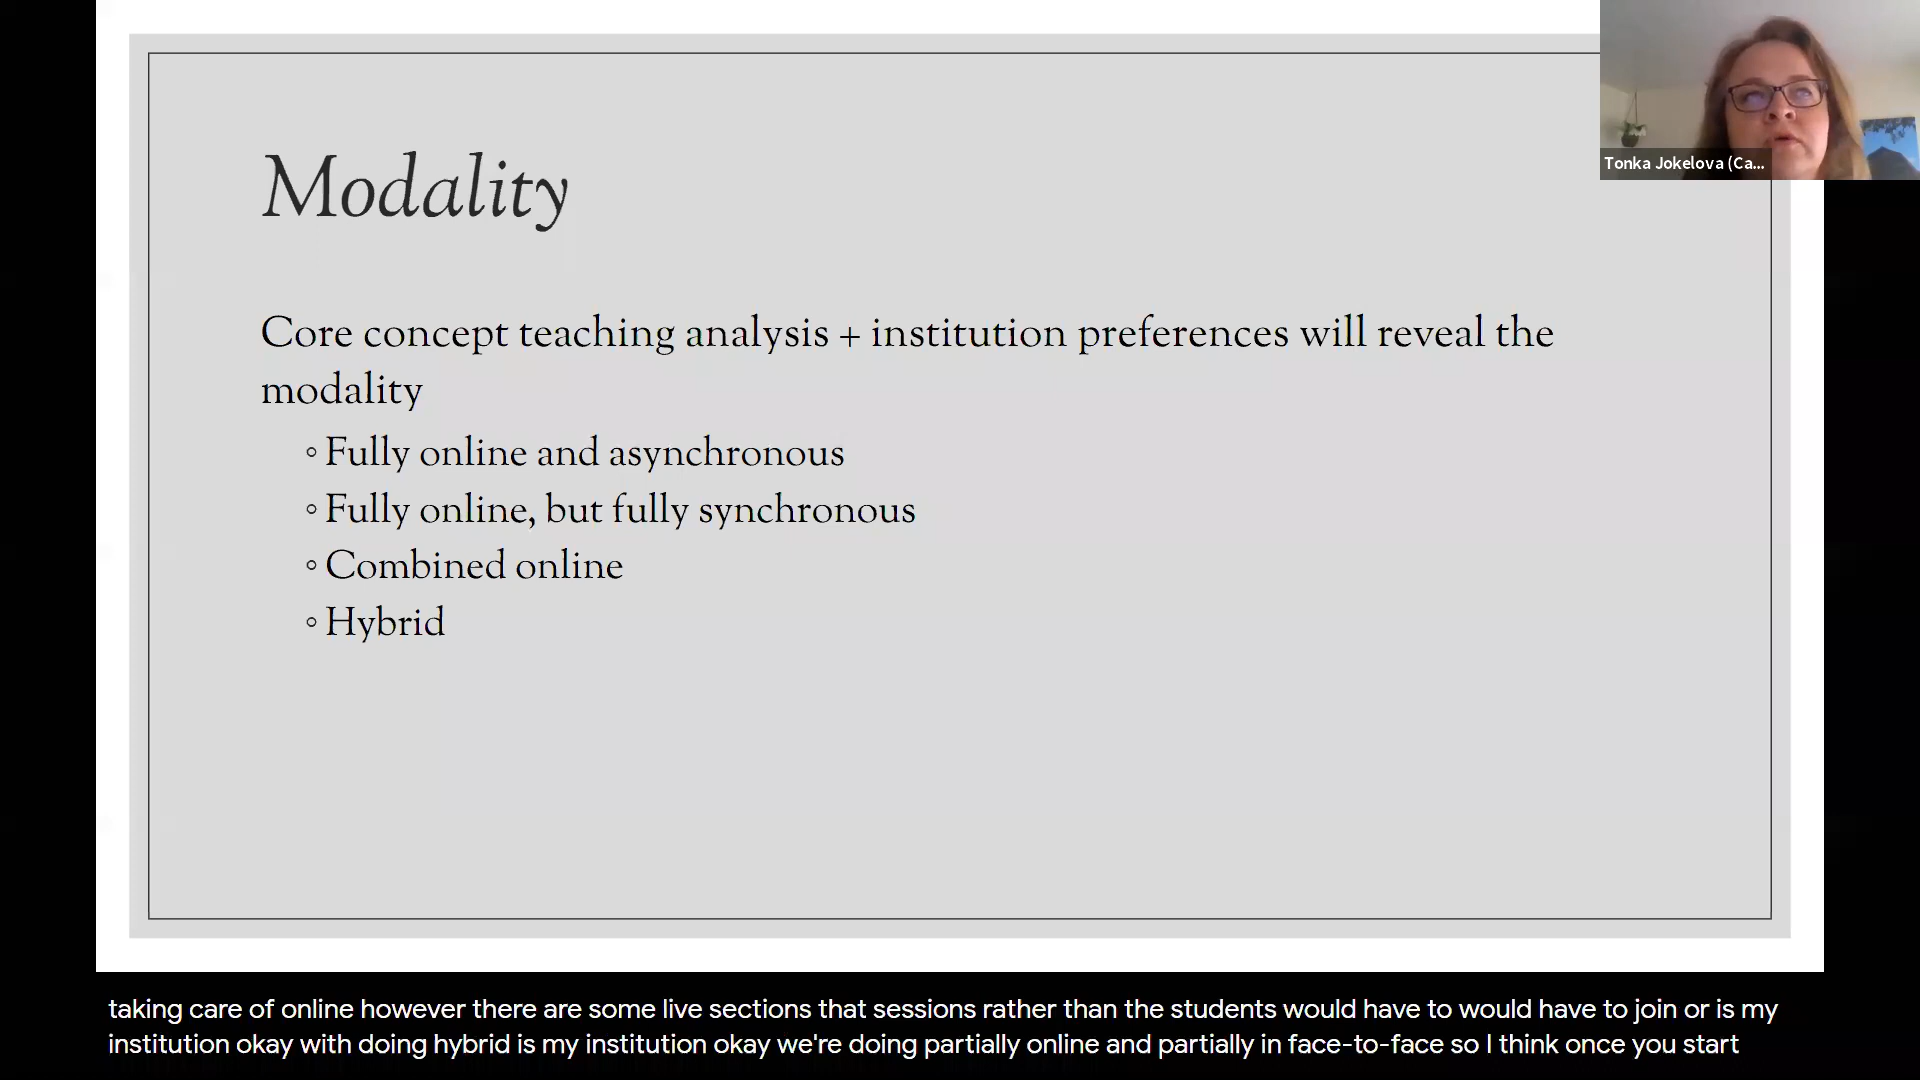 Modality
Core concept teaching analysis + institution preferences will reveal the
modality
◦ Fully online and asynchronous
◦ Fully online, but fully synchronous
◦ Combined online
◦ Hybrid
Tonka Jokelova (Ca...
taking care of online however there are some live sections that sessions rather than the students would have to would have to join or is my
institution okay with doing hybrid is my institution okay we're doing partially online and partially in face-to-face so I think once you start